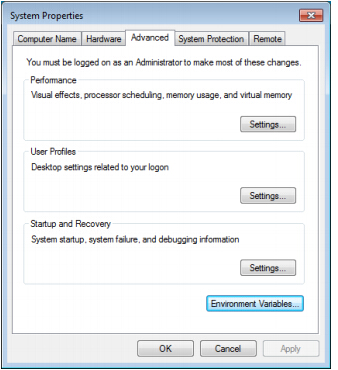 System Properties
Computer Name Hardware Advanced System Protection Remote
You must be logged on as an Administrator to make most of these changes.
Performance
Visual effects, processor scheduling, memory usage, and virtual memory
Settings...
User Profiles
Desktop settings related to your logon
Settings...
Startup and Recovery
System startup, system failure, and debugging information
Settings...
Environment Variables...
OK Cancel Apply